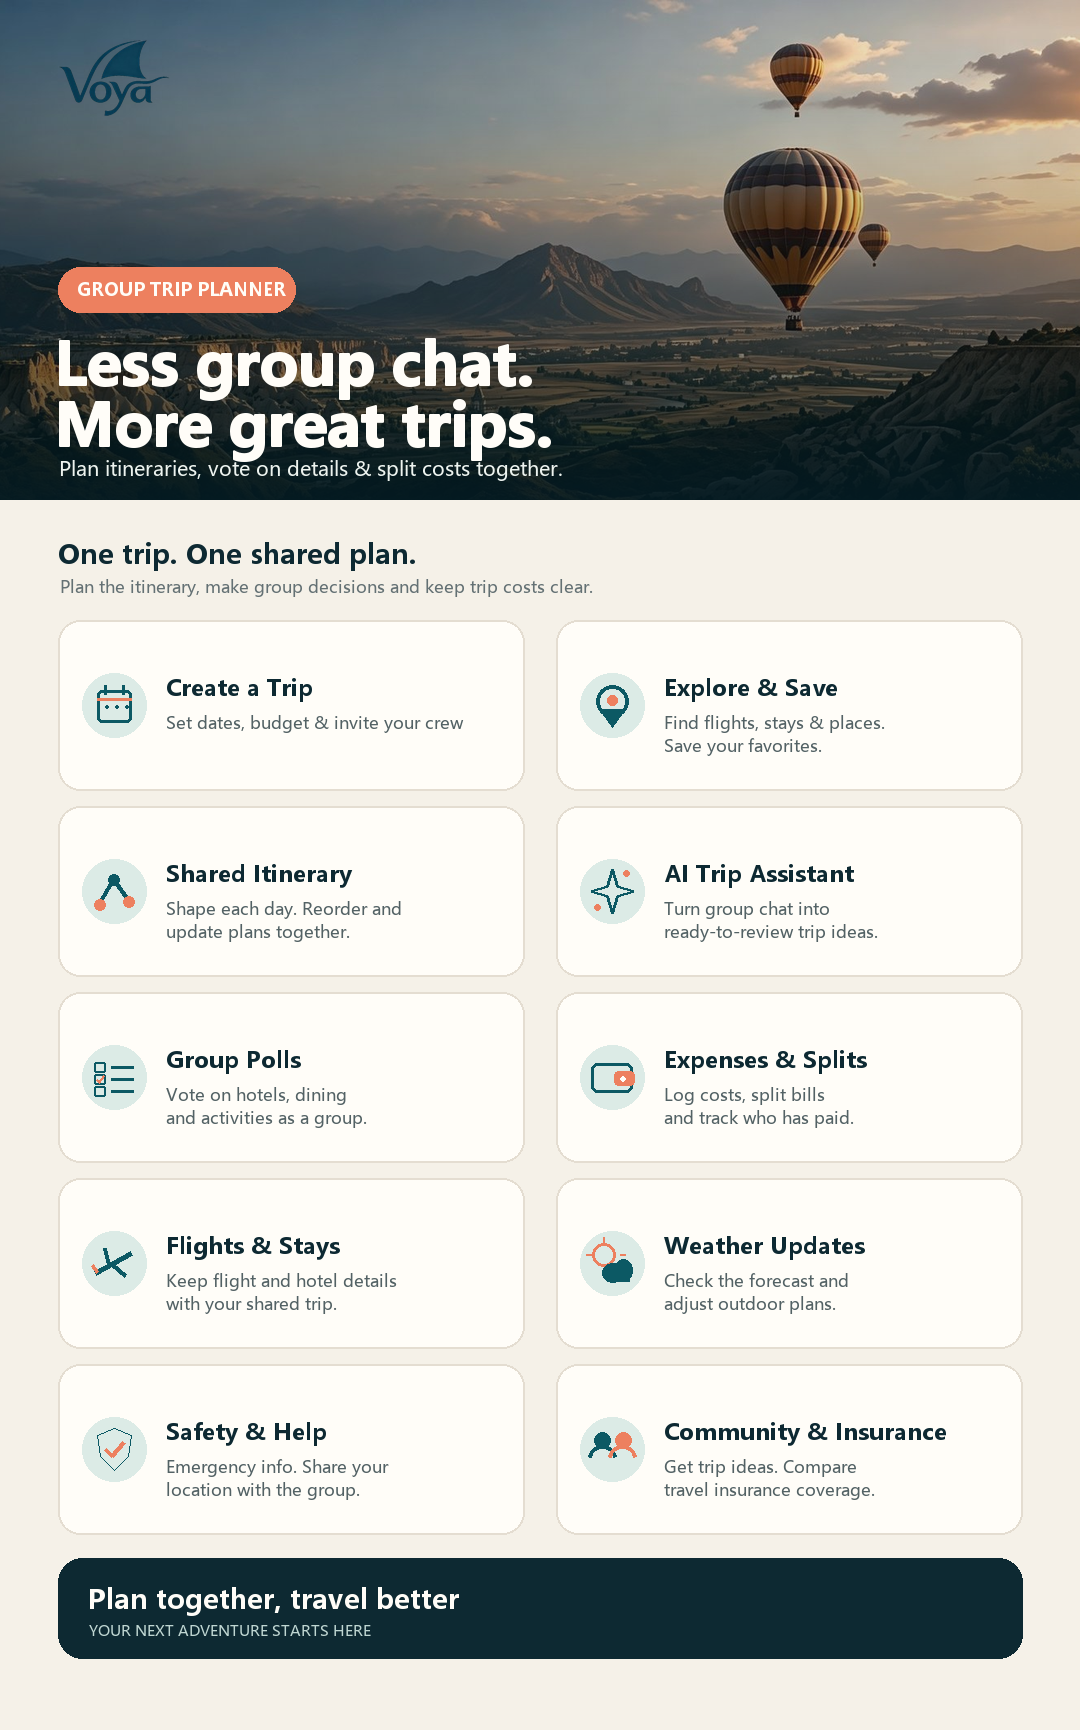 Voya
GROUP TRIP PLANNER
Less group chat.
More great trips.
Plan itineraries, vote on details & split costs together.
One trip. One shared plan.
Plan the itinerary, make group decisions and keep trip costs clear.
Create a Trip
Set dates, budget & invite your crew
Explore & Save
Find flights, stays & places.
Save your favorites.
Shared Itinerary
Shape each day. Reorder and
update plans together.
AI Trip Assistant
Turn group chat into
ready-to-review trip ideas.
Group Polls
Vote on hotels, dining
and activities as a group.
Expenses & Splits
Log costs, split bills
and track who has paid.
Flights & Stays
Keep flight and hotel details
with your shared trip.
Weather Updates
Check the forecast and
adjust outdoor plans.
Safety & Help
Emergency info. Share your
location with the group.
Community & Insurance
Get trip ideas. Compare
travel insurance coverage.
Plan together, travel better
YOUR NEXT ADVENTURE STARTS HERE